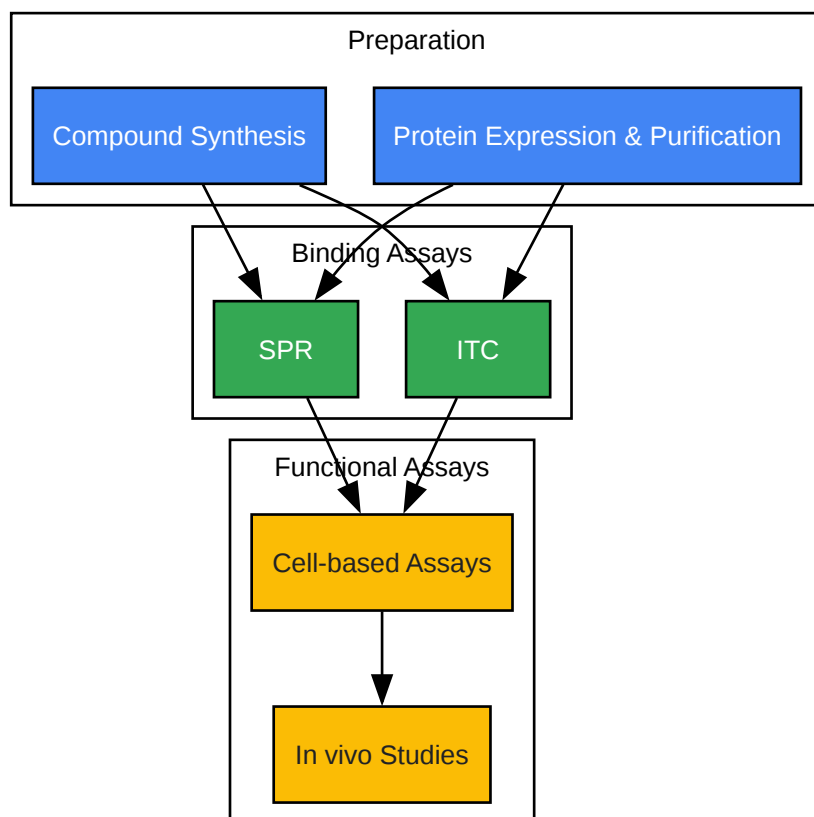 Preparation
Compound Synthesis
Protein Expression & Purification
Binding Assays
SPR
ITC
Functional Assays
Cell-based Assays
In vivo Studies